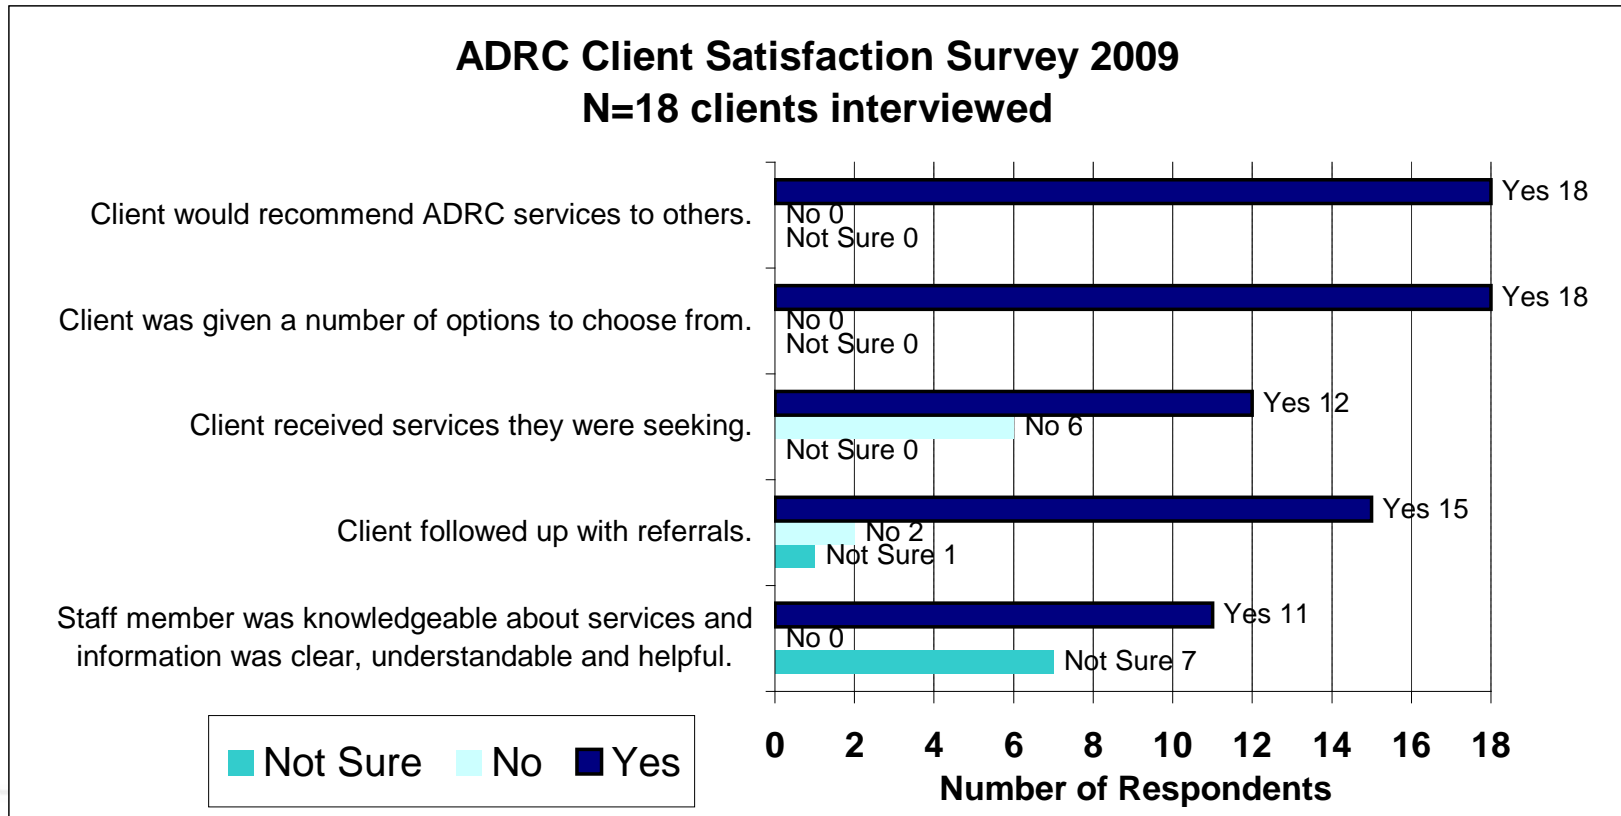 ADRC Client Satisfaction Survey 2009
N=18 clients interviewed
Client would recommend ADRC services to others.
Yes 18
No 0
Not Sure 0
Client was given a number of options to choose from.
Yes 18
No 0
Not Sure 0
Client received services they were seeking.
Yes 12
No 6
Not Sure 0
Client followed up with referrals.
Yes 15
No 2
Not Sure 1
Staff member was knowledgeable about services and
information was clear, understandable and helpful.
Yes 11
No 0
Not Sure 7
0 2 4 6 8 10 12 14 16 18
Number of Respondents
Not Sure No Yes